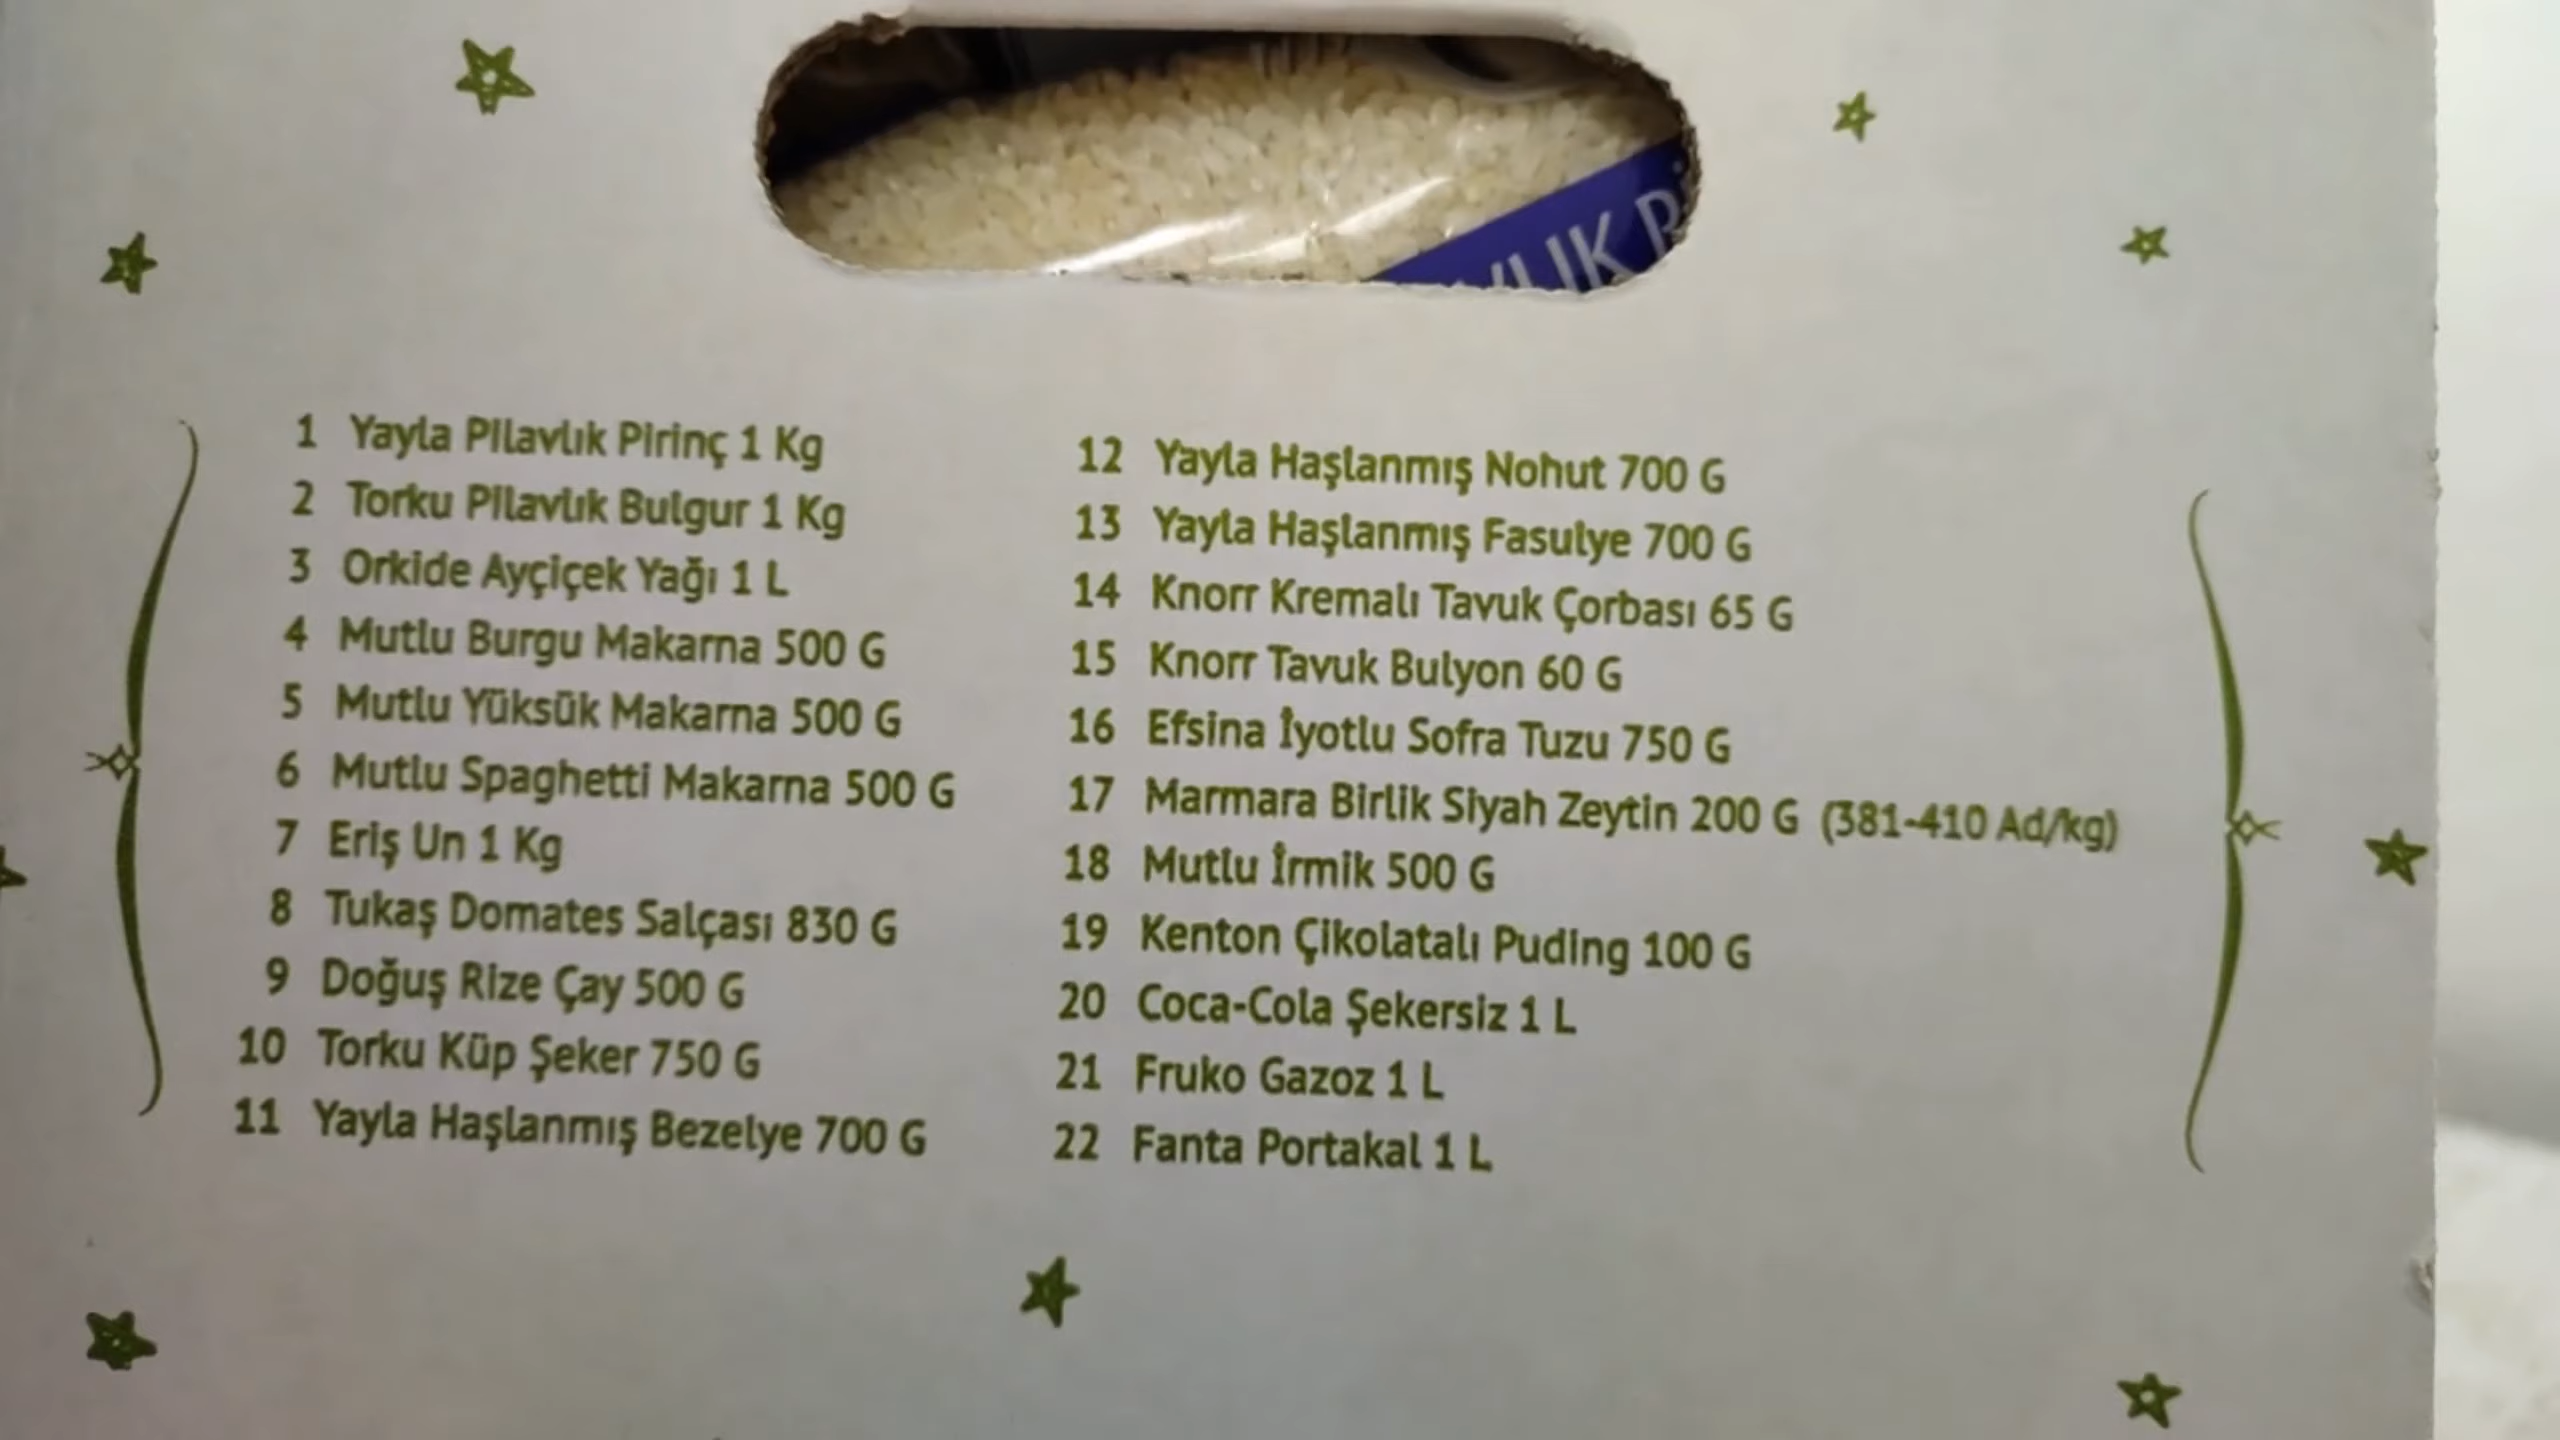 1 Yayla Pilavlık Pirinç 1 Kg
2 Torku Pilavlık Bulgur 1 Kg
3 Orkide Ayçiçek Yağı 1 L
4 Mutlu Burgu Makarna 500 G
5 Mutlu Yüksük Makarna 500 G
6 Mutlu Spaghetti Makarna 500 G
7 Eriş Un 1 Kg
8 Tukaş Domates Salçası 830 G
9 Doğuş Rize Çay 500 G
10 Torku Küp Şeker 750 G
11 Yayla Haşlanmış Bezelye 700 G
12 Yayla Haşlanmış Nohut 700 G
13 Yayla Haşlanmış Fasulye 700 G
14 Knorr Kremalı Tavuk Çorbası 65 G
15 Knorr Tavuk Bulyon 60 G
16 Efsina İyotlu Sofra Tuzu 750 G
17 Marmara Birlik Siyah Zeytin 200 G (381-410 Ad/kg)
18 Mutlu İrmik 500 G
19 Kenton Çikolatalı Puding 100 G
20 Coca-Cola Şekersiz 1 L
21 Fruko Gazoz 1 L
22 Fanta Portakal 1 L